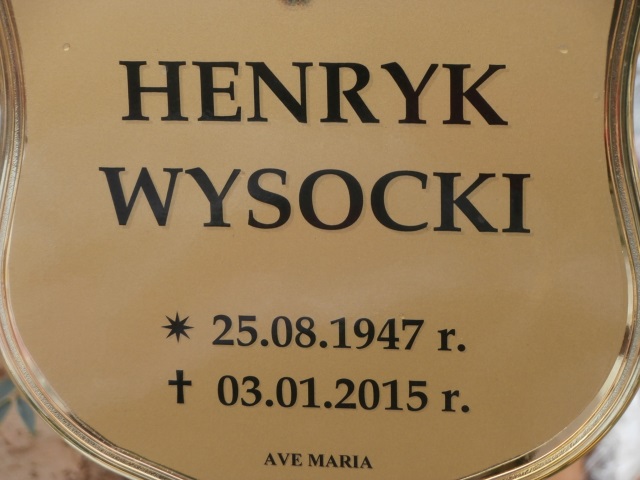 HENRYK
WYSOCKI
✷ 25.08.1947 r.
✝ 03.01.2015 r.
AVE MARIA